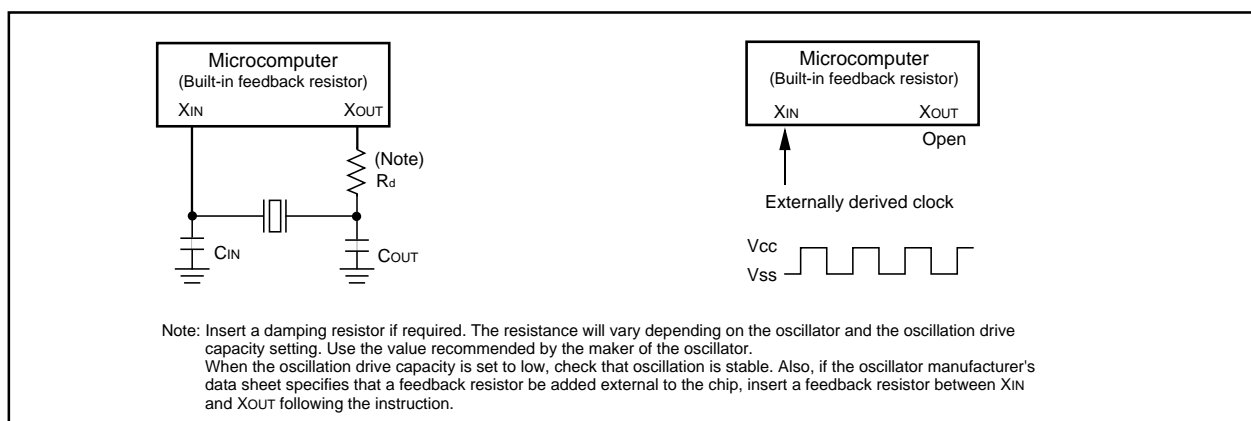 Microcomputer
(Built-in feedback resistor)
XIN XOUT
(Note)
Rd
CIN
COUT
Microcomputer
(Built-in feedback resistor)
XIN XOUT
Open
Externally derived clock
Vcc
Vss
Note: Insert a damping resistor if required. The resistance will vary depending on the oscillator and the oscillation drive
capacity setting. Use the value recommended by the maker of the oscillator.
When the oscillation drive capacity is set to low, check that oscillation is stable. Also, if the oscillator manufacturer's
data sheet specifies that a feedback resistor be added external to the chip, insert a feedback resistor between XIN
and XOUT following the instruction.